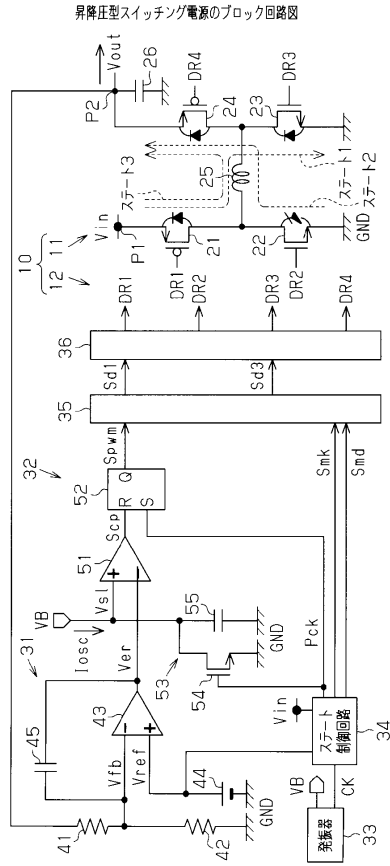 昇降圧型スイッチング電源のブロック回路図
10
12
11
Vin
P1
P2
Vout
26
DR1
21
24
DR4
ステート3
25
22
DR2
GND
23
DR3
ステート1
ステート2
36
DR1
DR2
DR3
DR4
35
Sd1
Sd3
32
Spwm
52
R
Q
S
Scp
51
+
−
Vsl
VB
Iosc
Ver
53
54
55
GND
Pck
Smk
Smd
31
45
43
−
+
Vfb
Vref
41
42
44
GND
Vin
ステート
制御回路
34
VB
CK
発振器
33